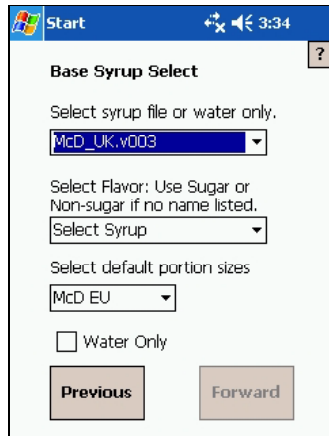 Start 3:34
?
Base Syrup Select
Select syrup file or water only.
McD_UK.v003
Select Flavor: Use Sugar or
Non-sugar if no name listed.
Select Syrup
Select default portion sizes
McD EU
Water Only
Previous Forward